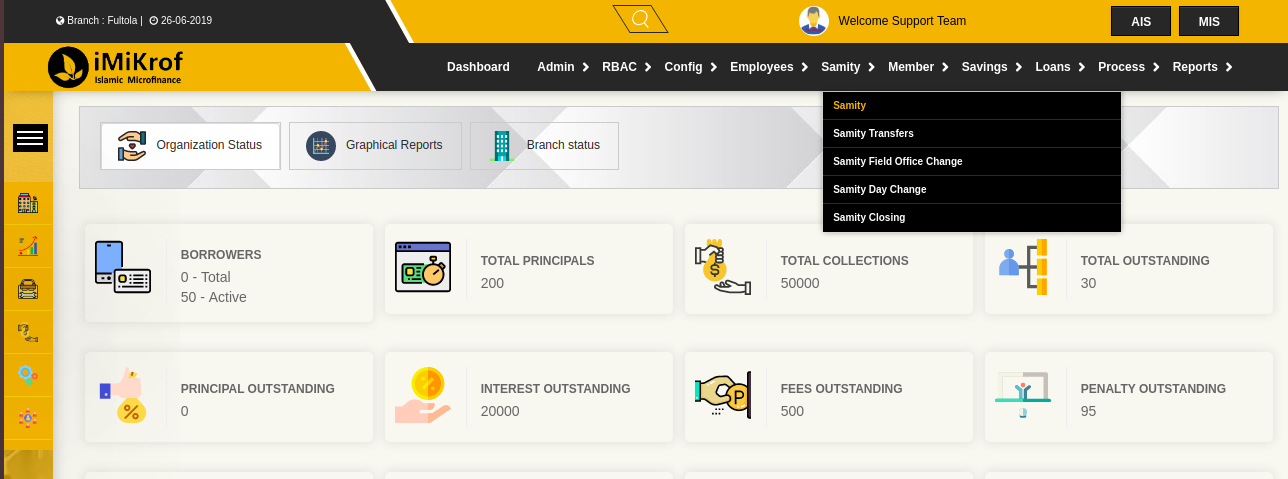 Branch : Fultola | 26-06-2019
Welcome Support Team
AIS
MIS
iMiKrof
Islamic Microfinance
Dashboard Admin RBAC Config Employees Samity Member Savings Loans Process Reports
Samity
Samity Transfers
Samity Field Office Change
Samity Day Change
Samity Closing
Organization Status
Graphical Reports
Branch status
BORROWERS
0 - Total
50 - Active
TOTAL PRINCIPALS
200
TOTAL COLLECTIONS
50000
TOTAL OUTSTANDING
30
PRINCIPAL OUTSTANDING
0
INTEREST OUTSTANDING
20000
FEES OUTSTANDING
500
PENALTY OUTSTANDING
95